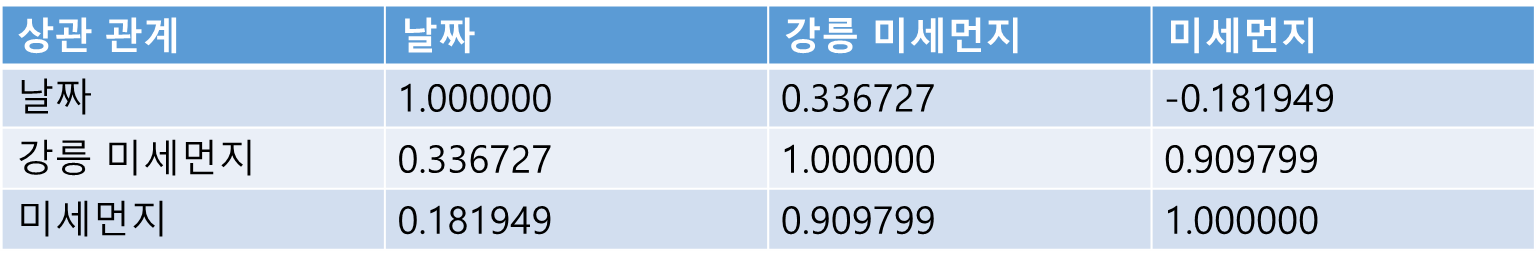 상관 관계 날짜 강릉 미세먼지 미세먼지
날짜 1.000000 0.336727 -0.181949
강릉 미세먼지 0.336727 1.000000 0.909799
미세먼지 0.181949 0.909799 1.000000